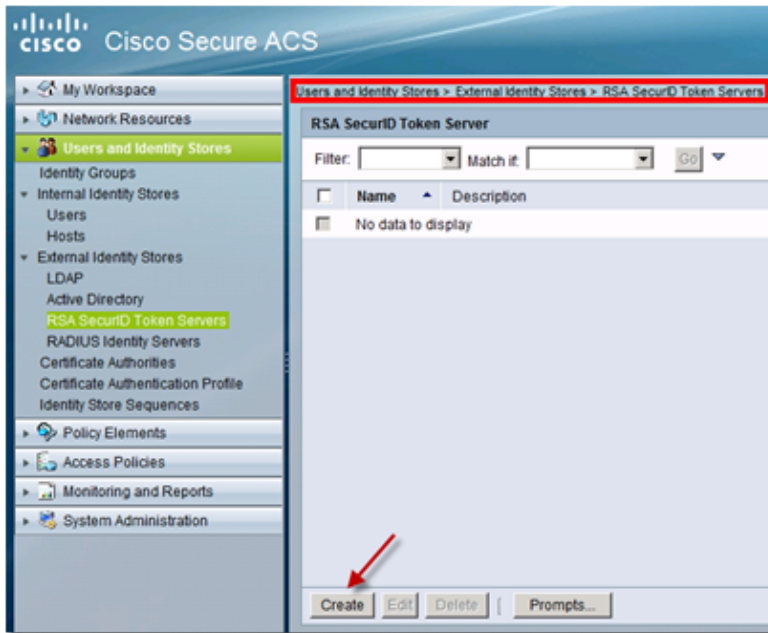 CISCO Cisco Secure ACS
My Workspace
Network Resources
Users and Identity Stores
Identity Groups
Internal Identity Stores
Users
Hosts
External Identity Stores
LDAP
Active Directory
RSA SecurID Token Servers
RADIUS Identity Servers
Certificate Authorities
Certificate Authentication Profile
Identity Store Sequences
Policy Elements
Access Policies
Monitoring and Reports
System Administration
Users and Identity Stores > External Identity Stores > RSA SecurID Token Servers
RSA SecurID Token Server
Filter: Match if: Go
Name Description
No data to display
Create Edit Delete | Prompts...